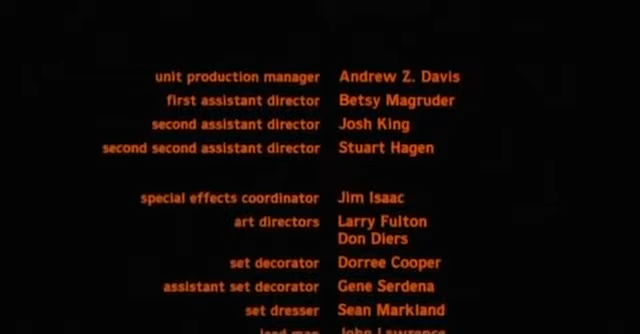 unit production manager Andrew Z. Davis
first assistant director Betsy Magruder
second assistant director Josh King
second second assistant director Stuart Hagen
special effects coordinator Jim Isaac
art directors Larry Fulton
Don Diers
set decorator Dorree Cooper
assistant set decorator Gene Serdena
set dresser Sean Markland
lead man John Lawrence